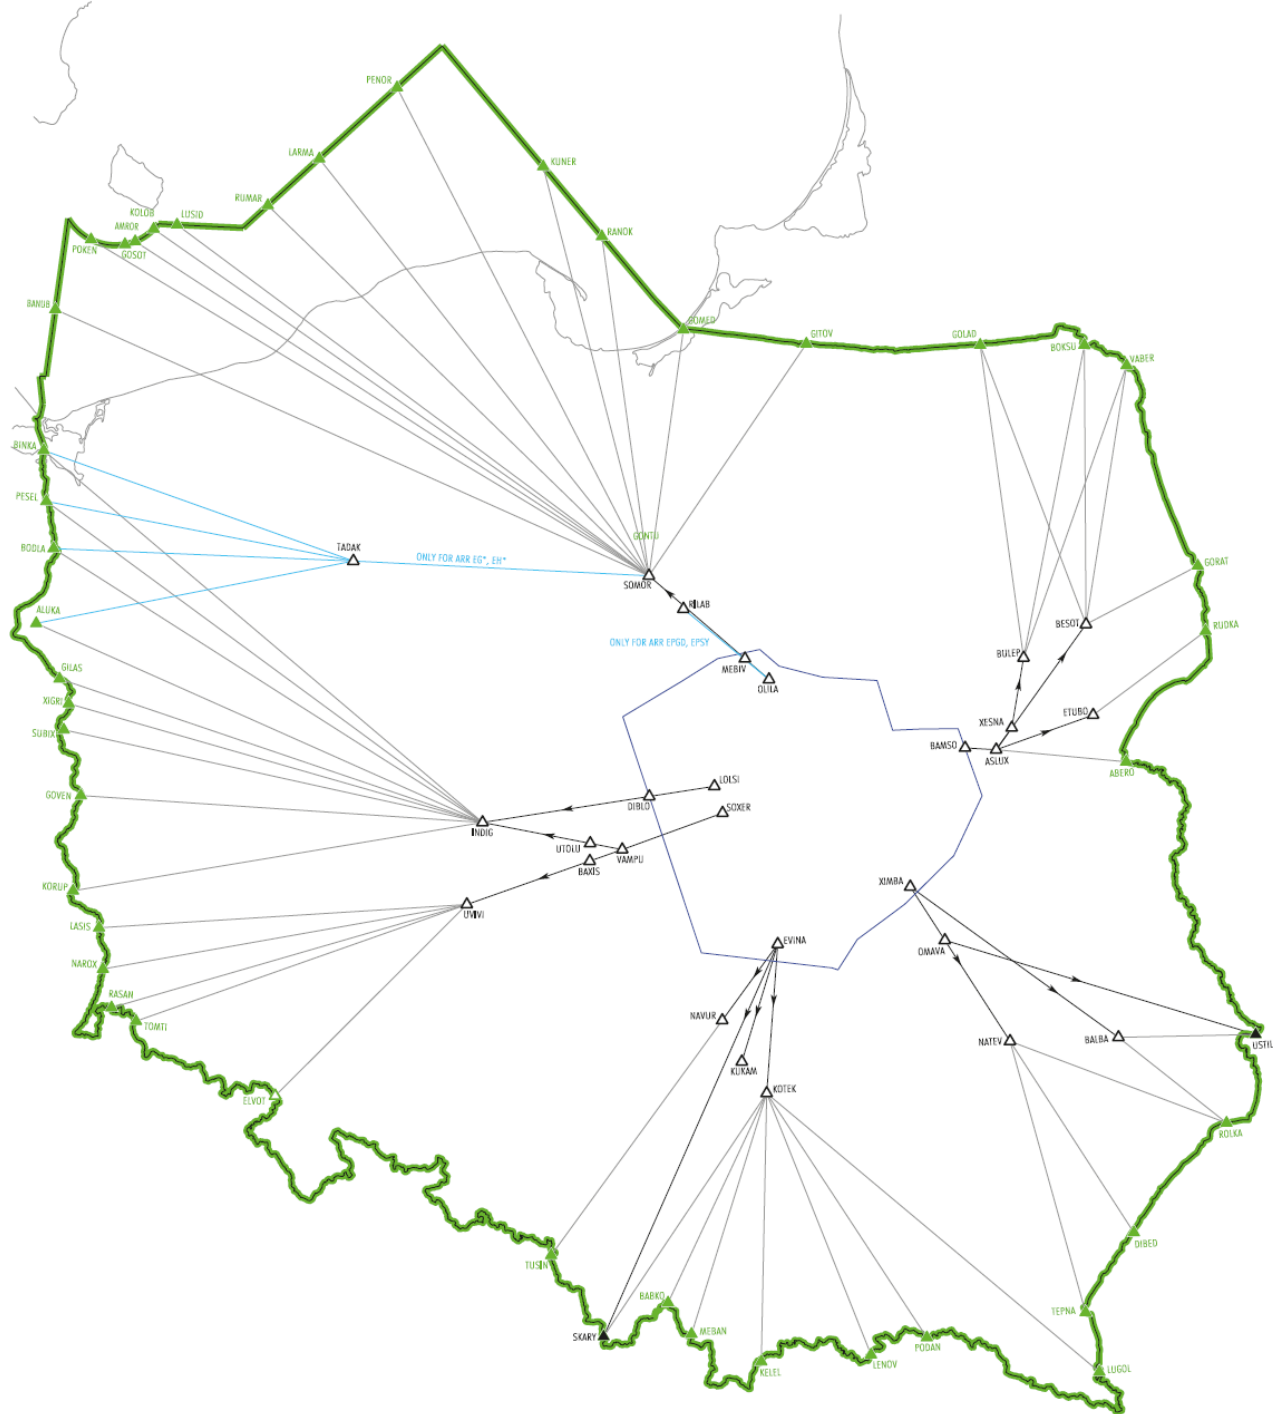 PENOR
LARMA
KUNER
RUMAR
KOLOB
LUSID
AMROR
POKEN
GOSOT
RANOK
BANUB
GOMED
GITOV
GOLAD
BOKSU
VABER
BINKA
PESEL
GONTU
BODLA
TADAK
ONLY FOR ARR EG*, EH*
SOMOR
GORAT
RILAB
ALUKA
BESOT
RUDKA
ONLY FOR ARR EPGD, EPSY
BULEP
MEBIV
GILAS
OLILA
XIGRI
ETUBO
XESNA
SUBIX
BAMSO
ASLUX
ABERO
LOLSI
GOVEN
DIBLO
SOXER
INDIG
UTOLU
VAMPU
BAXIS
XIMBA
KORUP
UVIVI
LASIS
EVINA
OMAVA
NAROX
RASAN
NAVUR
TOMTI
NATEV
BALBA
USTIL
KUKAM
KOTEK
ELVOT
ROLKA
DIBED
TUSIN
BABKO
TEPNA
SKARY
MEBAN
PODAN
LENOV
KELEL
LUGOL